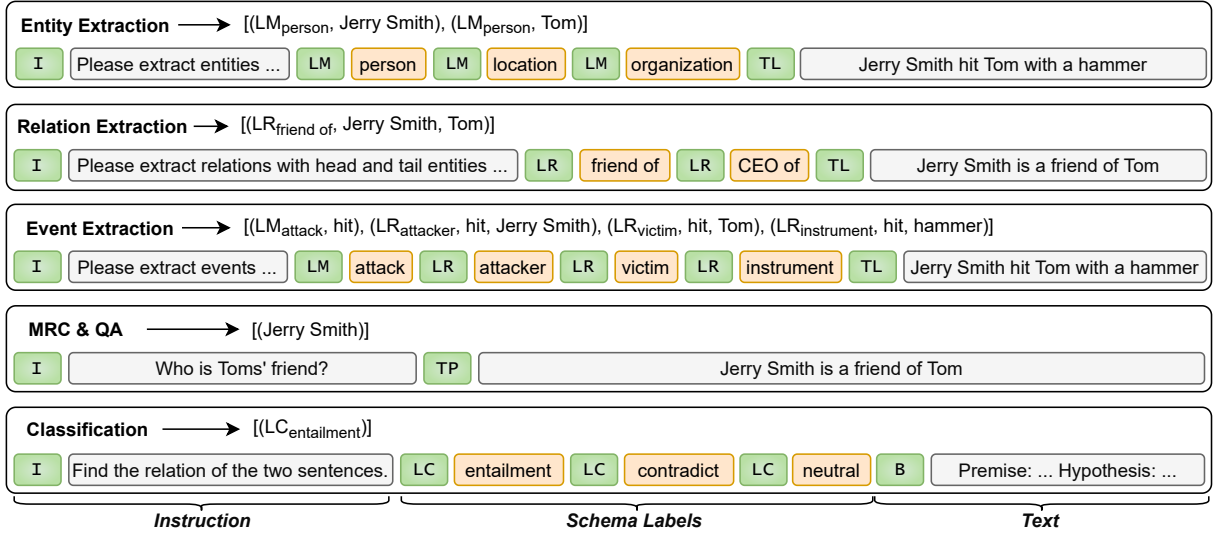 Entity Extraction [(LMperson, Jerry Smith), (LMperson, Tom)]
I Please extract entities ... LM person LM location LM organization TL Jerry Smith hit Tom with a hammer
Relation Extraction [(LRfriend of, Jerry Smith, Tom)]
I Please extract relations with head and tail entities ... LR friend of LR CEO of TL Jerry Smith is a friend of Tom
Event Extraction [(LMattack, hit), (LRattacker, hit, Jerry Smith), (LRvictim, hit, Tom), (LRinstrument, hit, hammer)]
I Please extract events ... LM attack LR attacker LR victim LR instrument TL Jerry Smith hit Tom with a hammer
MRC & QA [(Jerry Smith)]
I Who is Toms' friend? TP Jerry Smith is a friend of Tom
Classification [(LCentailment)]
I Find the relation of the two sentences. LC entailment LC contradict LC neutral B Premise: ... Hypothesis: ...
Instruction Schema Labels Text